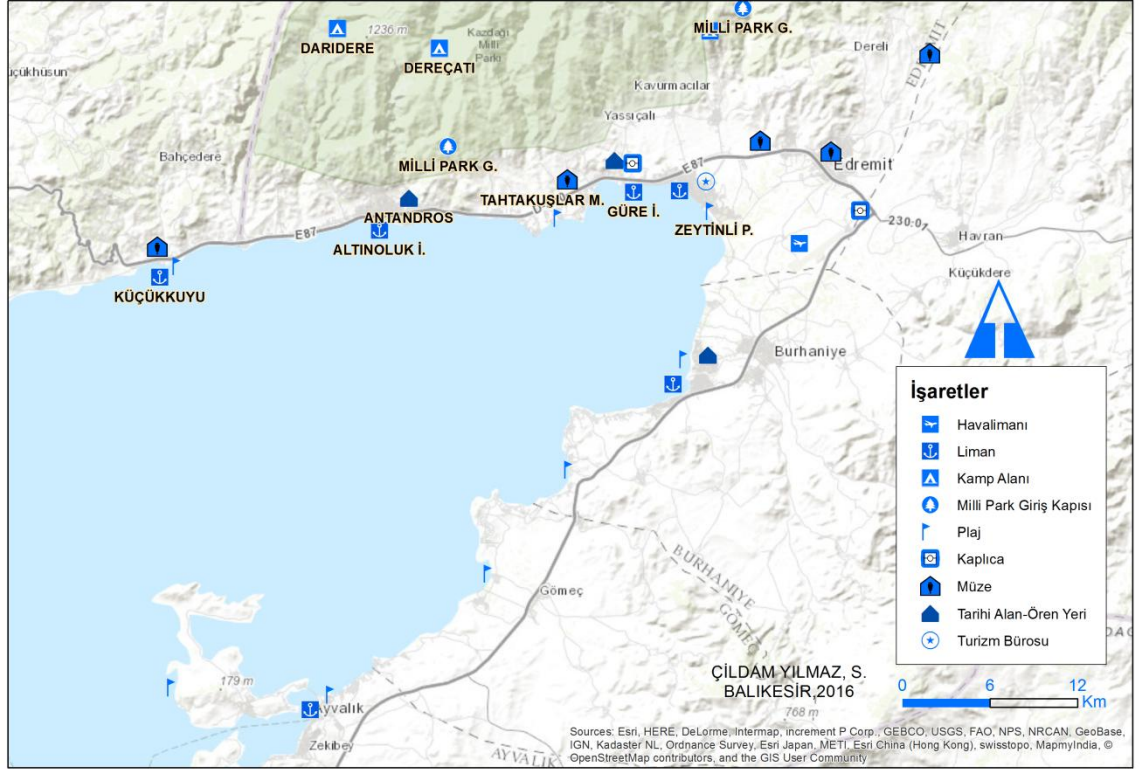 1236 m
Kazdağı
Milli
Parkı
DARIDERE
DEREÇATI
MİLLİ PARK G.
Dereli
EDREMIT
üçükhüsun
Kavurmacılar
Yassıçalı
Bahçedere
MİLLİ PARK G.
E87
Edremit
TAHTAKUŞLAR M.
GÜRE İ.
ANTANDROS
ZEYTİNLİ P.
230-01
E87
ALTINOLUK İ.
Havran
Küçükdere
KÜÇÜKKUYU
Burhaniye
İşaretler
Havalimanı
Liman
Kamp Alanı
Milli Park Giriş Kapısı
Plaj
Kaplıca
Müze
Tarihi Alan-Ören Yeri
Turizm Bürosu
BURHANIYE
GÖMEÇ
Gömeç
179 m
Ayvalık
Zekibey
AYVALIK
ÇİLDAM YILMAZ, S.
BALIKESİR,2016
768 m
0 6 12
Km
Sources: Esri, HERE, DeLorme, Intermap, increment P Corp., GEBCO, USGS, FAO, NPS, NRCAN, GeoBase,
IGN, Kadaster NL, Ordnance Survey, Esri Japan, METI, Esri China (Hong Kong), swisstopo, MapmyIndia, ©
OpenStreetMap contributors, and the GIS User Community